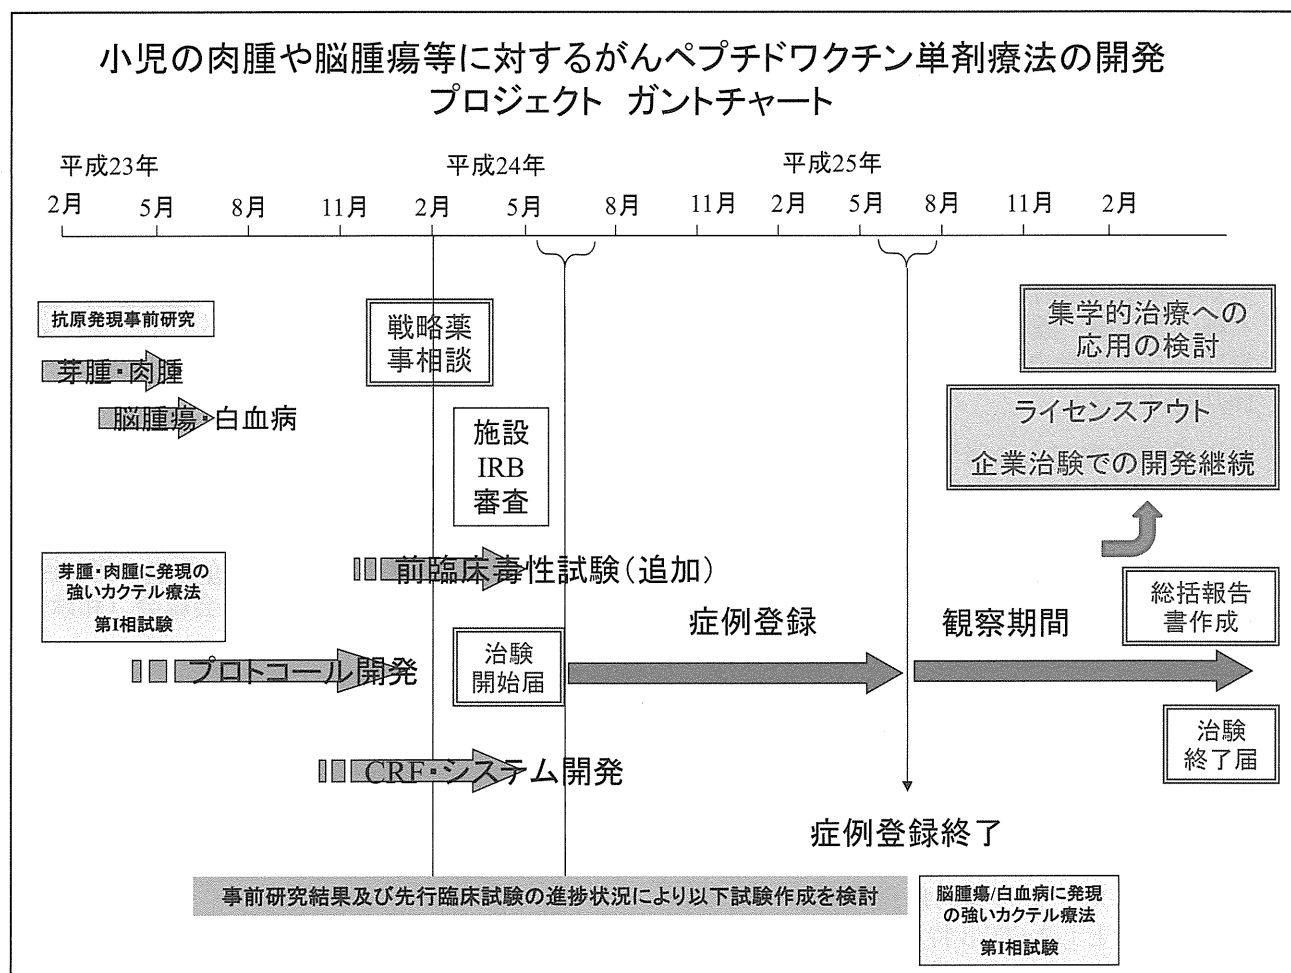 小児の肉腫や脳腫瘍等に対するがんペプチドワクチン単剤療法の開発
プロジェクト ガントチャート
平成23年 平成24年 平成25年
2月 5月 8月 11月 2月 5月 8月 11月 2月 5月 8月 11月 2月
抗原発現事前研究
芽腫・肉腫
脳腫瘍・白血病
戦略薬
事相談
施設
IRB
審査
集学的治療への
応用の検討
ライセンスアウト
企業治験での開発継続
芽腫・肉腫に発現の
強いカクテル療法
第I相試験
前臨床毒性試験(追加)
プロトコール開発
治験
開始届
症例登録
観察期間
総括報告
書作成
治験
終了届
CRF・システム開発
症例登録終了
事前研究結果及び先行臨床試験の進捗状況により以下試験作成を検討
脳腫瘍/白血病に発現
の強いカクテル療法
第I相試験